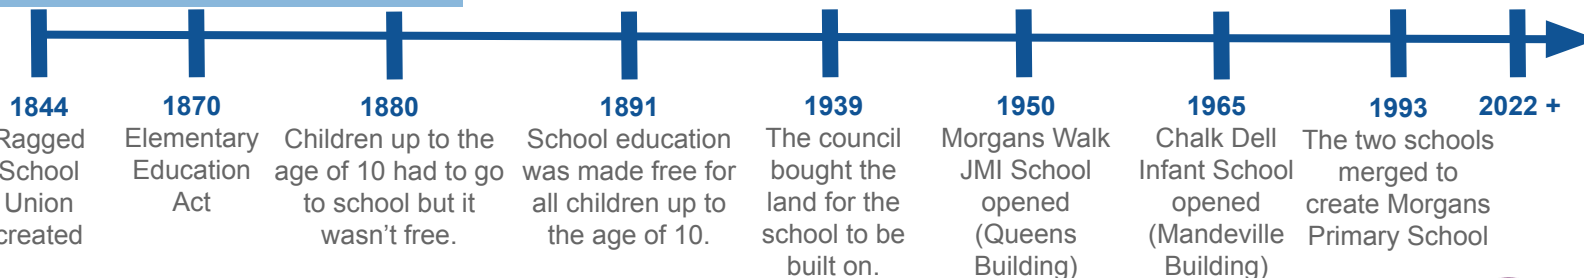 1844
Ragged
School
Union
created
1870
Elementary
Education
Act
1880
Children up to the
age of 10 had to go
to school but it
wasn't free.
1891
School education
was made free for
all children up to
the age of 10.
1939
The council
bought the
land for the
school to be
built on.
1950
Morgans Walk
JMI School
opened
(Queens
Building)
1965
Chalk Dell
Infant School
opened
(Mandeville
Building)
1993
The two schools
merged to
create Morgans
Primary School
2022 +